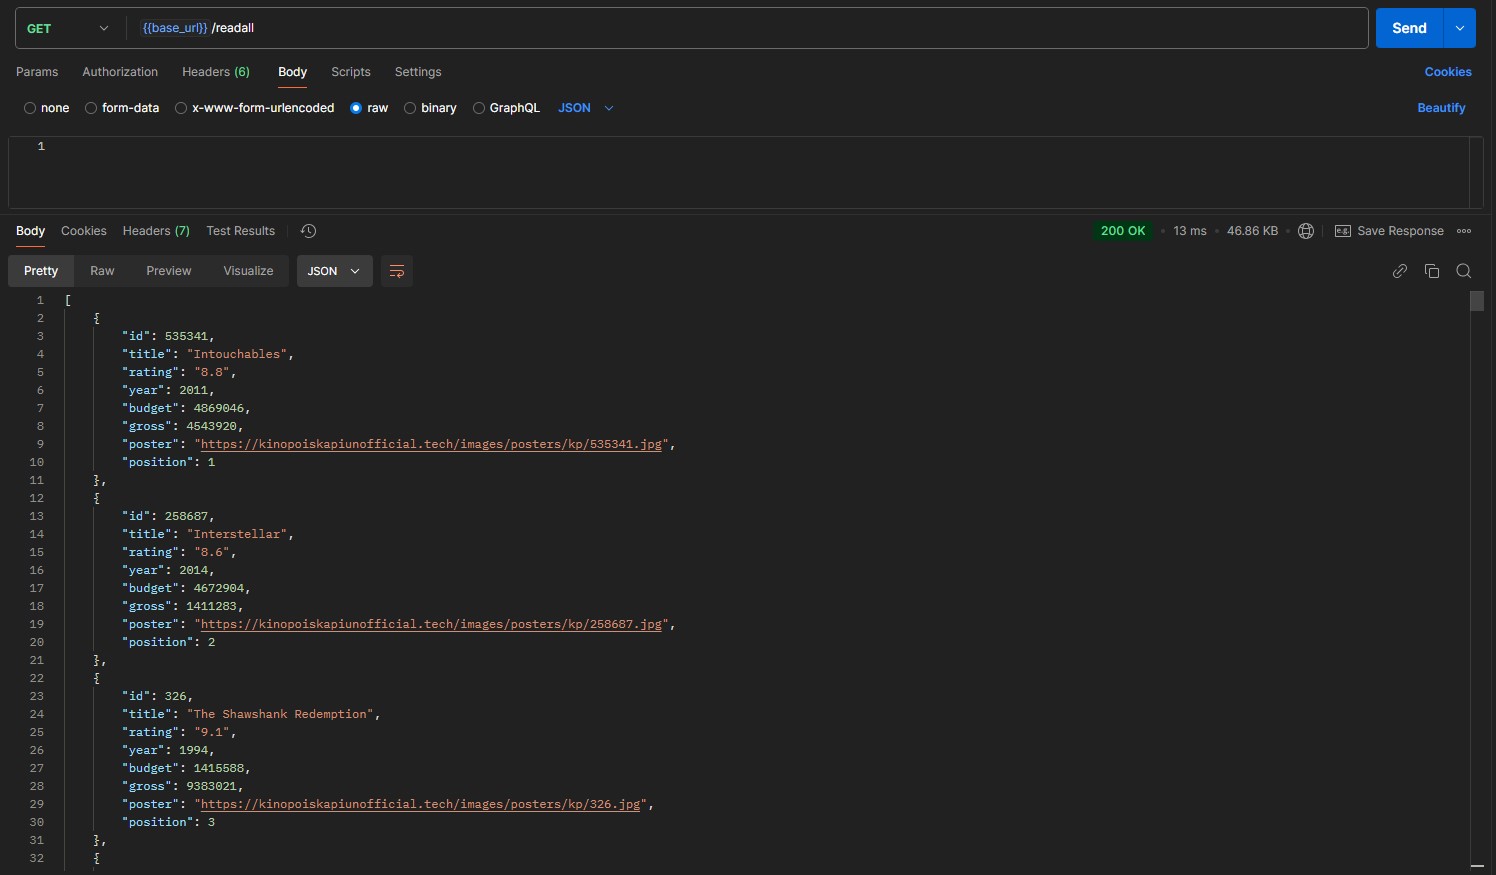 GET {{base_url}} /readall Send
Params Authorization Headers (6) Body Scripts Settings Cookies
none form-data x-www-form-urlencoded raw binary GraphQL JSON Beautify
1
Body Cookies Headers (7) Test Results 200 OK • 13 ms • 46.86 KB • e.g. Save Response
Pretty Raw Preview Visualize JSON
1 [
2 {
3 "id": 535341,
4 "title": "Intouchables",
5 "rating": "8.8",
6 "year": 2011,
7 "budget": 4869046,
8 "gross": 4543920,
9 "poster": "https://kinopoiskapiunofficial.tech/images/posters/kp/535341.jpg",
10 "position": 1
11 },
12 {
13 "id": 258687,
14 "title": "Interstellar",
15 "rating": "8.6",
16 "year": 2014,
17 "budget": 4672904,
18 "gross": 1411283,
19 "poster": "https://kinopoiskapiunofficial.tech/images/posters/kp/258687.jpg",
20 "position": 2
21 },
22 {
23 "id": 326,
24 "title": "The Shawshank Redemption",
25 "rating": "9.1",
26 "year": 1994,
27 "budget": 1415588,
28 "gross": 9383021,
29 "poster": "https://kinopoiskapiunofficial.tech/images/posters/kp/326.jpg",
30 "position": 3
31 },
32 {